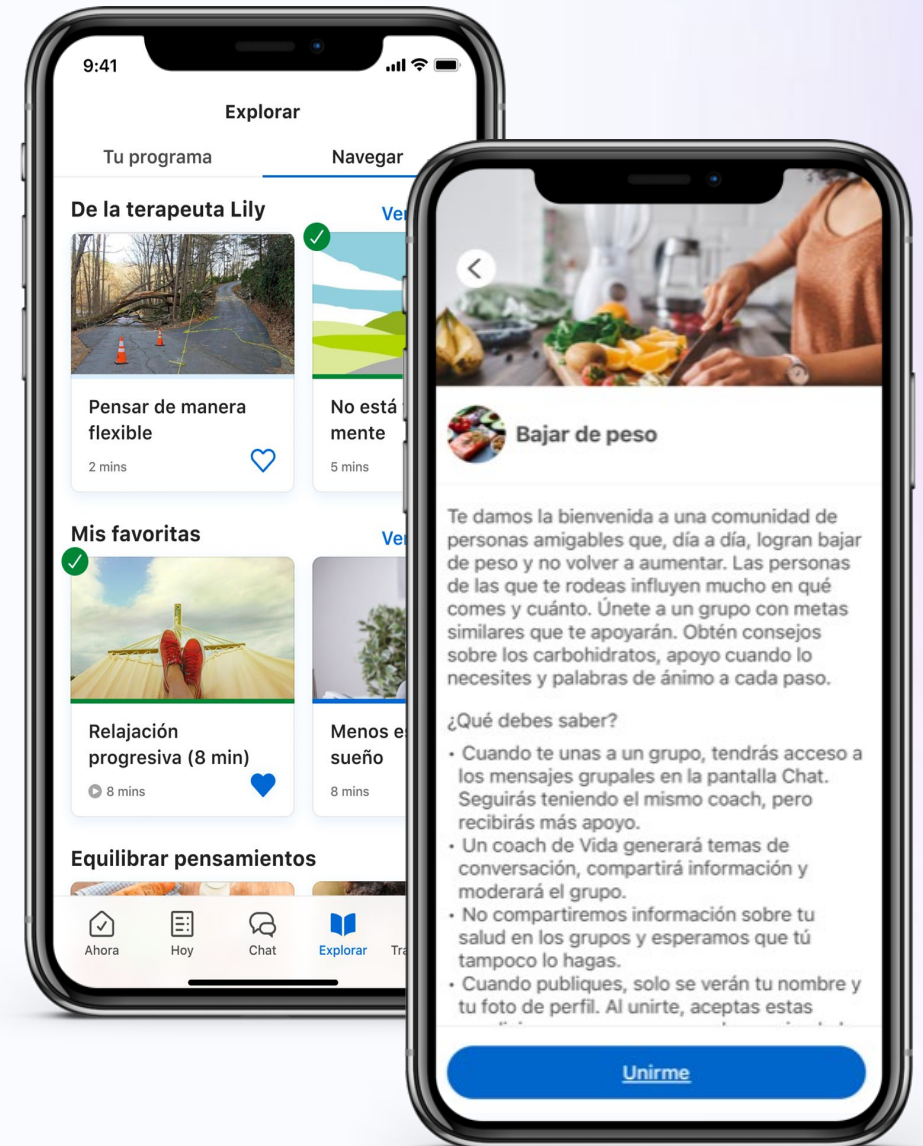 9:41
Explorar
Tu programa
Navegar
De la terapeuta Lily
Pensar de manera
flexible
2 mins
No está
mente
5 mins
Mis favoritas
Relajación
progresiva (8 min)
8 mins
Menos
sueño
8 mins
Equilibrar pensamientos
Ahora
Hoy
Chat
Explorar
Bajar de peso
Te damos la bienvenida a una comunidad de
personas amigables que, día a día, logran bajar
de peso y no volver a aumentar. Las personas
de las que te rodeas influyen mucho en qué
comes y cuánto. Únete a un grupo con metas
similares que te apoyarán. Obtén consejos
sobre los carbohidratos, apoyo cuando lo
necesites y palabras de ánimo a cada paso.
¿Qué debes saber?
• Cuando te unas a un grupo, tendrás acceso a
los mensajes grupales en la pantalla Chat.
Seguirás teniendo el mismo coach, pero
recibirás más apoyo.
• Un coach de Vida generará temas de
conversación, compartirá información y
moderará el grupo.
• No compartiremos información sobre tu
salud en los grupos y esperamos que tú
tampoco lo hagas.
• Cuando publiques, solo se verán tu nombre y
tu foto de perfil. Al unirte, aceptas estas
Unirme